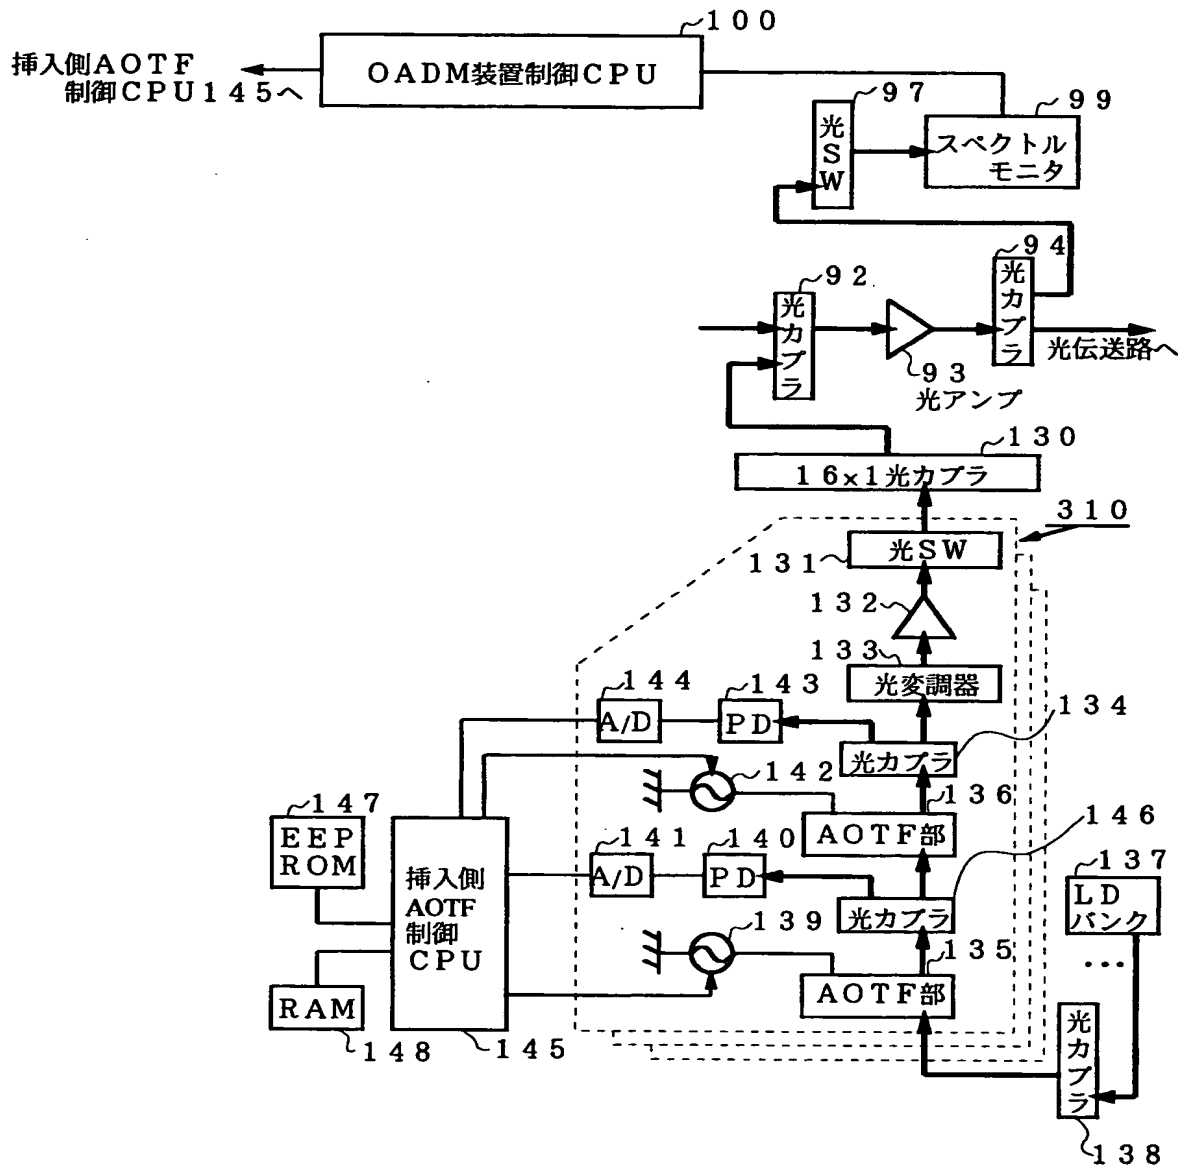 １００
挿入側ＡＯＴＦ
制御ＣＰＵ１４５へ
ＯＡＤＭ装置制御ＣＰＵ
９７
光ＳＷ
９９
スペクトル
モニタ
９４
光カプラ
９２
光カプラ
９３
光アンプ
光伝送路へ
１３０
１６×１光カプラ
３１０
光ＳＷ
１３１
１３２
１３３
光変調器
１４４
A/D
１４３
ＰＤ
１３４
光カプラ
１４２
１３６
ＡＯＴＦ部
１４７
ＥＥＰ
ＲＯＭ
１４１
A/D
１４０
ＰＤ
１４６
光カプラ
１３７
ＬＤ
バンク
…
挿入側
AOTF
制御
ＣＰＵ
１３９
１３５
ＡＯＴＦ部
ＲＡＭ
１４８
１４５
光カプラ
１３８